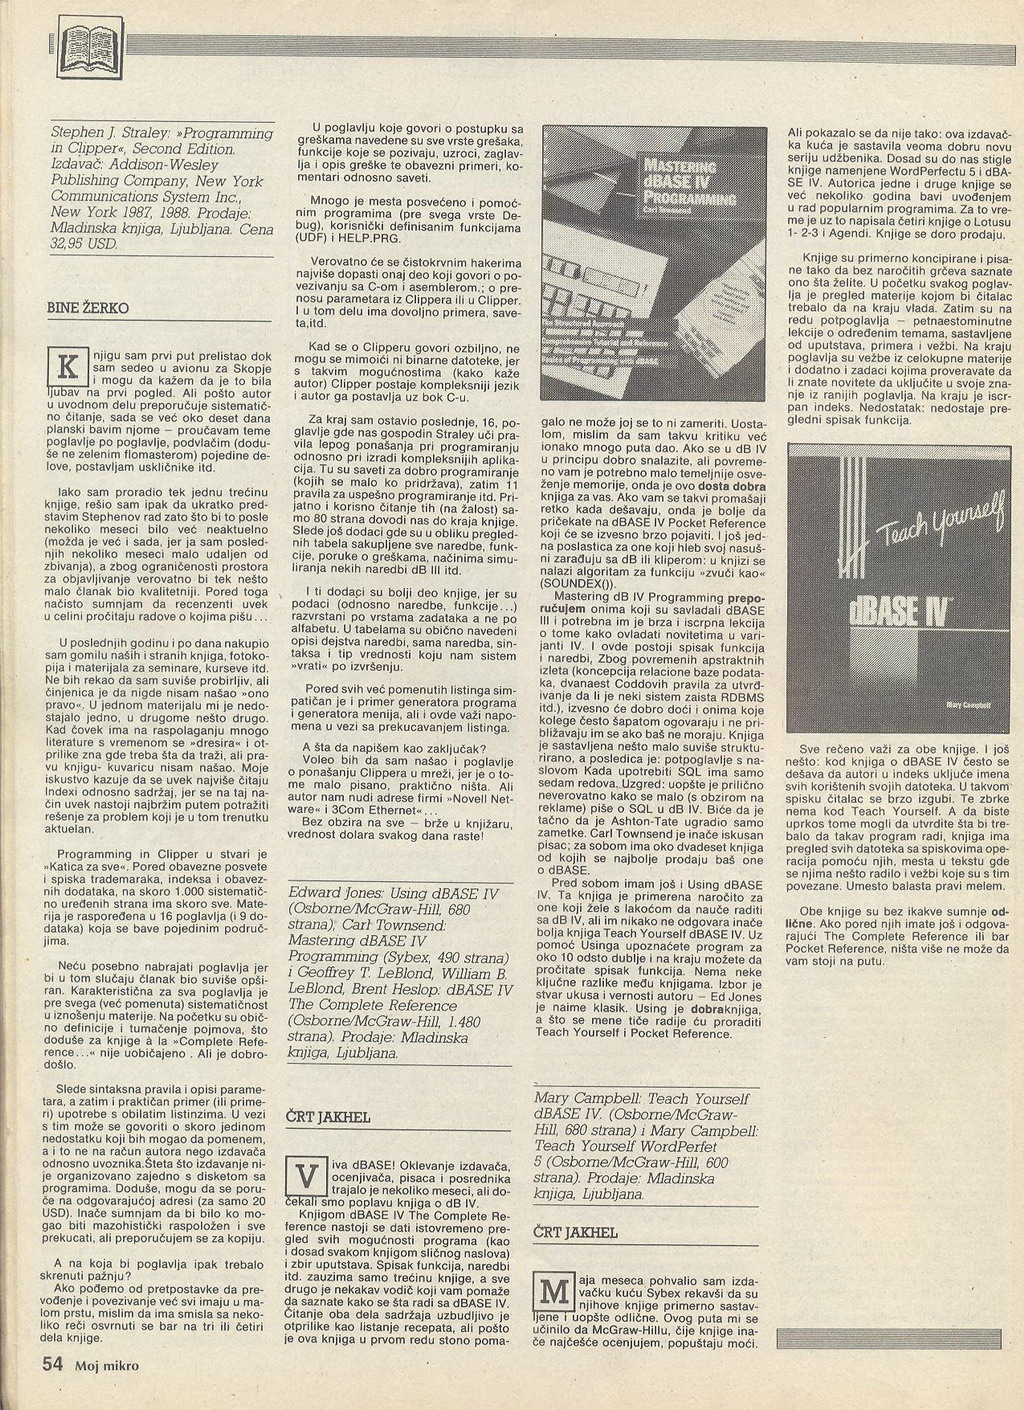 Stephen J. Straley: »Programming
in Clipper«, Second Edition.
Izdavač: Addison-Wesley
Publishing Company, New York
Communications System Inc.,
New York 1987, 1988. Prodaje:
Mladinska knjiga, Ljubljana. Cena
32,95 USD.
BINE ŽERKO
Knjigu sam prvi put prelistao dok
sam sedeo u avionu za Skopje
i mogu da kažem da je to bila
ljubav na prvi pogled. Ali pošto autor
u uvodnom delu preporučuje sistematič-
no čitanje, sada se već oko deset dana
planski bavim njome — proučavam teme
poglavlje po poglavlje, podvlačim (dodu-
še ne zelenim flomasterom) pojedine de-
love, postavljam uskličnike itd.
Iako sam proradio tek jednu trećinu
knjige, rešio sam ipak da ukratko pred-
stavim Stephenov rad zato što bi to posle
nekoliko meseci bilo već neaktuelno
(možda je već i sada, jer ja sam posled-
njih nekoliko meseci malo udaljen od
zbivanja), a zbog ograničenosti prostora
za objavljivanje verovatno bi tek nešto
malo članak bio kvalitetniji. Pored toga
načisto sumnjam da recenzenti uvek
u celini pročitaju radove o kojima pišu...
U poslednjih godinu i po dana nakupio
sam gomilu naših i stranih knjiga, fotoko-
pija i materijala za seminare, kurseve itd.
Ne bih rekao da sam suviše probirljiv, ali
činjenica je da nigde nisam našao »ono
pravo«. U jednom materijalu mi je nedo-
stajalo jedno, u drugome nešto drugo.
Kad čovek ima na raspolaganju mnogo
literature s vremenom se »dresira« i ot-
prilike zna gde treba šta da traži, ali pra-
vu knjigu- kuvaricu nisam našao. Moje
iskustvo kazuje da se uvek najviše čitaju
Indexi odnosno sadržaj, jer se na taj na-
čin uvek nastoji najbržim putem potražiti
rešenje za problem koji je u tom trenutku
aktuelan.
Programming in Clipper u stvari je
»Katica za sve«. Pored obavezne posvete
i spiska trademaraka, indeksa i obavez-
nih dodataka, na skoro 1.000 sistematič-
no uređenih strana ima skoro sve. Mate-
rija je raspoređena u 16 poglavlja (i 9 do-
dataka) koja se bave pojedinim područ-
jima.
Neću posebno nabrajati poglavlja jer
bi u tom slučaju članak bio suviše opši-
ran. Karakteristična za sva poglavlja je
pre svega (već pomenuta) sistematičnost
u iznošenju materije. Na početku su obič-
no definicije i tumačenje pojmova, što
doduše za knjige à la »Complete Refe-
rence...« nije uobičajeno . Ali je dobro-
došlo.
Slede sintaksna pravila i opisi parame-
tara, a zatim i praktičan primer (ili prime-
ri) upotrebe s obilatim listinzima. U vezi
s tim može se govoriti o skoro jedinom
nedostatku koji bih mogao da pomenem,
a i to ne na račun autora nego izdavača
odnosno uvoznika.Šteta što izdavanje ni-
je organizovano zajedno s disketom sa
programima. Doduše, mogu da se poru-
če na odgovarajućoj adresi (za samo 20
USD). Inače sumnjam da bi bilo ko mo-
gao biti mazohistički raspoložen i sve
prekucati, ali preporučujem se za kopiju.
A na koja bi poglavlja ipak trebalo
skrenuti pažnju?
Ako pođemo od pretpostavke da pre-
vođenje i povezivanje već svi imaju u ma-
lom prstu, mislim da ima smisla sa neko-
liko reči osvrnuti se bar na tri ili četiri
dela knjige.
U poglavlju koje govori o postupku sa
greškama navedene su sve vrste grešaka,
funkcije koje se pozivaju, uzroci, zaglav-
lja i opis greške te obavezni primeri, ko-
mentari odnosno saveti.
Mnogo je mesta posvećeno i pomoć-
nim programima (pre svega vrste De-
bug), korisnički definisanim funkcijama
(UDF) i HELP.PRG.
Verovatno će se čistokrvnim hakerima
najviše dopasti onaj deo koji govori o po-
vezivanju sa C-om i asemblerom.; o pre-
nosu parametara iz Clippera ili u Clipper.
I u tom delu ima dovoljno primera, save-
ta,itd.
Kad se o Clipperu govori ozbiljno, ne
mogu se mimoići ni binarne datoteke, jer
s takvim mogućnostima (kako kaže
autor) Clipper postaje kompleksniji jezik
i autor ga postavlja uz bok C-u.
Za kraj sam ostavio poslednje, 16, po-
glavlje gde nas gospodin Straley uči pra-
vila lepog ponašanja pri programiranju
odnosno pri izradi kompleksnijih aplika-
cija. Tu su saveti za dobro programiranje
(kojih se malo ko pridržava), zatim 11
pravila za uspešno programiranje itd. Pri-
jatno i korisno čitanje tih (na žalost) sa-
mo 80 strana dovodi nas do kraja knjige.
Slede još dodaci gde su u obliku pregled-
nih tabela sakupljene sve naredbe, funk-
cije, poruke o greškama, načinima simu-
liranja nekih naredbi dB III itd.
I ti dodaci su bolji deo knjige, jer su
podaci (odnosno naredbe, funkcije...)
razvrstani po vrstama zadataka a ne po
alfabetu. U tabelama su obično navedeni
opisi dejstva naredbi, sama naredba, sin-
taksa i tip vrednosti koju nam sistem
»vrati« po izvršenju.
Pored svih već pomenutih listinga sim-
patičan je i primer generatora programa
i generatora menija, ali i ovde važi napo-
mena u vezi sa prekucavanjem listinga.
A šta da napišem kao zaključak?
Voleo bih da sam našao i poglavlje
o ponašanju Clippera u mreži, jer je o to-
me malo pisano, praktično ništa. Ali
autor nam nudi adrese firmi »Novell Net-
ware« i 3Com Ethernet«...
Bez obzira na sve — brže u knjižaru,
vrednost dolara svakog dana raste!
Edward Jones: Using dBASE IV
(Osborne/McGraw-Hill, 680
strana); Carl Townsend:
Mastering dBASE IV
Programming (Sybex, 490 strana)
i Geoffrey T. LeBlond, William B.
LeBlond, Brent Heslop: dBASE IV
The Complete Reference
(Osborne/McGraw-Hill, 1.480
strana). Prodaje: Mladinska
knjiga, Ljubljana.
ČRT JAKHEL
Viva dBASE! Oklevanje izdavača,
ocenjivača, pisaca i posrednika
trajalo je nekoliko meseci, ali do-
čekali smo poplavu knjiga o dB IV.
Knjigom dBASE IV The Complete Re-
ference nastoji se dati istovremeno pre-
gled svih mogućnosti programa (kao
i dosad svakom knjigom sličnog naslova)
i zbir uputstava. Spisak funkcija, naredbi
itd. zauzima samo trećinu knjige, a sve
drugo je nekakav vodič koji vam pomaže
da saznate kako se šta radi sa dBASE IV.
Čitanje oba dela sadržaja uzbudljivo je
otprilike kao listanje recepata, ali pošto
je ova knjiga u prvom redu stono poma-
MASTERING
dBASE IV
PROGRAMMING
Carl Townsend
galo ne može joj se to ni zameriti. Uosta-
lom, mislim da sam takvu kritiku već
ionako mnogo puta dao. Ako se u dB IV
u principu dobro snalazite, ali povreme-
no vam je potrebno malo temeljnije osve-
ženje memorije, onda je ovo dosta dobra
knjiga za vas. Ako vam se takvi promašaji
retko kada dešavaju, onda je bolje da
pričekate na dBASE IV Pocket Reference
koji će se izvesno brzo pojaviti. I još jed-
na poslastica za one koji hleb svoj nasuš-
ni zarađuju sa dB ili kliperom: u knjizi se
nalazi algoritam za funkciju »zvuči kao«
(SOUNDEX()).
Mastering dB IV Programming prepo-
ručujem onima koji su savladali dBASE
III i potrebna im je brza i iscrpna lekcija
o tome kako ovladati novitetima u vari-
janti IV. I ovde postoji spisak funkcija
i naredbi, Zbog povremenih apstraktnih
izleta (koncepcija relacione baze podata-
ka, dvanaest Coddovih pravila za utvrđ-
ivanje da li je neki sistem zaista RDBMS
itd.), izvesno će dobro doći i onima koje
kolege često šapatom ogovaraju i ne pri-
bližavaju im se ako baš ne moraju. Knjiga
je sastavljena nešto malo suviše struktu-
rirano, a posledica je: potpoglavlje s na-
slovom Kada upotrebiti SQL ima samo
sedam redova. Uzgred: uopšte je prilično
neverovatno kako se malo (s obzirom na
reklame) piše o SQL u dB IV. Biće da je
tačno da je Ashton-Tate ugradio samo
zametke. Carl Townsend je inače iskusan
pisac; za sobom ima oko dvadeset knjiga
od kojih se najbolje prodaju baš one
o dBASE.
Pred sobom imam još i Using dBASE
IV. Ta knjiga je primerena naročito za
one koji žele s lakoćom da nauče raditi
sa dB IV, ali im nikako ne odgovara inače
bolja knjiga Teach Yourself dBASE IV. Uz
pomoć Usinga upoznaćete program za
oko 10 odsto dublje i na kraju možete da
pročitate spisak funkcija. Nema neke
ključne razlike među knjigama. Izbor je
stvar ukusa i vernosti autoru — Ed Jones
je naime klasik. Using je dobraknjiga,
a što se mene tiče radije ću proraditi
Teach Yourself i Pocket Reference.
Mary Campbell: Teach Yourself
dBASE IV. (Osborne/McGraw-
Hill, 680 strana) i Mary Campbell:
Teach Yourself WordPerfet
5 (Osborne/McGraw-Hill, 600
strana). Prodaje: Mladinska
knjiga, Ljubljana.
ČRT JAKHEL
Maja meseca pohvalio sam izda-
vačku kuću Sybex rekavši da su
njihove knjige primerno sastav-
ljene i uopšte odlične. Ovog puta mi se
učinilo da McGraw-Hillu, čije knjige ina-
če najčešće ocenjujem, popuštaju moći.
Ali pokazalo se da nije tako: ova izdavač-
ka kuća je sastavila veoma dobru novu
seriju udžbenika. Dosad su do nas stigle
knjige namenjene WordPerfectu 5 i dBA-
SE IV. Autorica jedne i druge knjige se
već nekoliko godina bavi uvođenjem
u rad popularnim programima. Za to vre-
me je uz to napisala četiri knjige o Lotusu
1- 2-3 i Agendi. Knjige se doro prodaju.
Knjige su primerno koncipirane i pisa-
ne tako da bez naročitih grčeva saznate
ono šta želite. U početku svakog poglav-
lja je pregled materije kojom bi čitalac
trebalo da na kraju vlada. Zatim su na
redu potpoglavlja — petnaestominutne
lekcije o određenim temama, sastavljene
od uputstava, primera i vežbi. Na kraju
poglavlja su vežbe iz celokupne materije
i dodatno i zadaci kojima proveravate da
li znate novitete da uključite u svoje zna-
nje iz ranijih poglavlja. Na kraju je iscr-
pan indeks. Nedostatak: nedostaje pre-
gledni spisak funkcija.
Teach Yourself
dBASE IV™
Mary Campbell
Sve rečeno važi za obe knjige. I još
nešto: kod knjiga o dBASE IV često se
dešava da autori u indeks uključe imena
svih korištenih svojih datoteka. U takvom
spisku čitalac se brzo izgubi. Te zbrke
nema kod Teach Yourself. A da biste
uprkos tome mogli da utvrdite šta bi tre-
balo da takav program radi, knjiga ima
pregled svih datoteka sa spiskovima ope-
racija pomoću njih, mesta u tekstu gde
se njima nešto radilo i vežbi koje su s tim
povezane. Umesto balasta pravi melem.
Obe knjige su bez ikakve sumnje od-
lične. Ako pored njih imate još i odgova-
rajući The Complete Reference ili bar
Pocket Reference, ništa više ne može da
vam stoji na putu.
54 Moj mikro